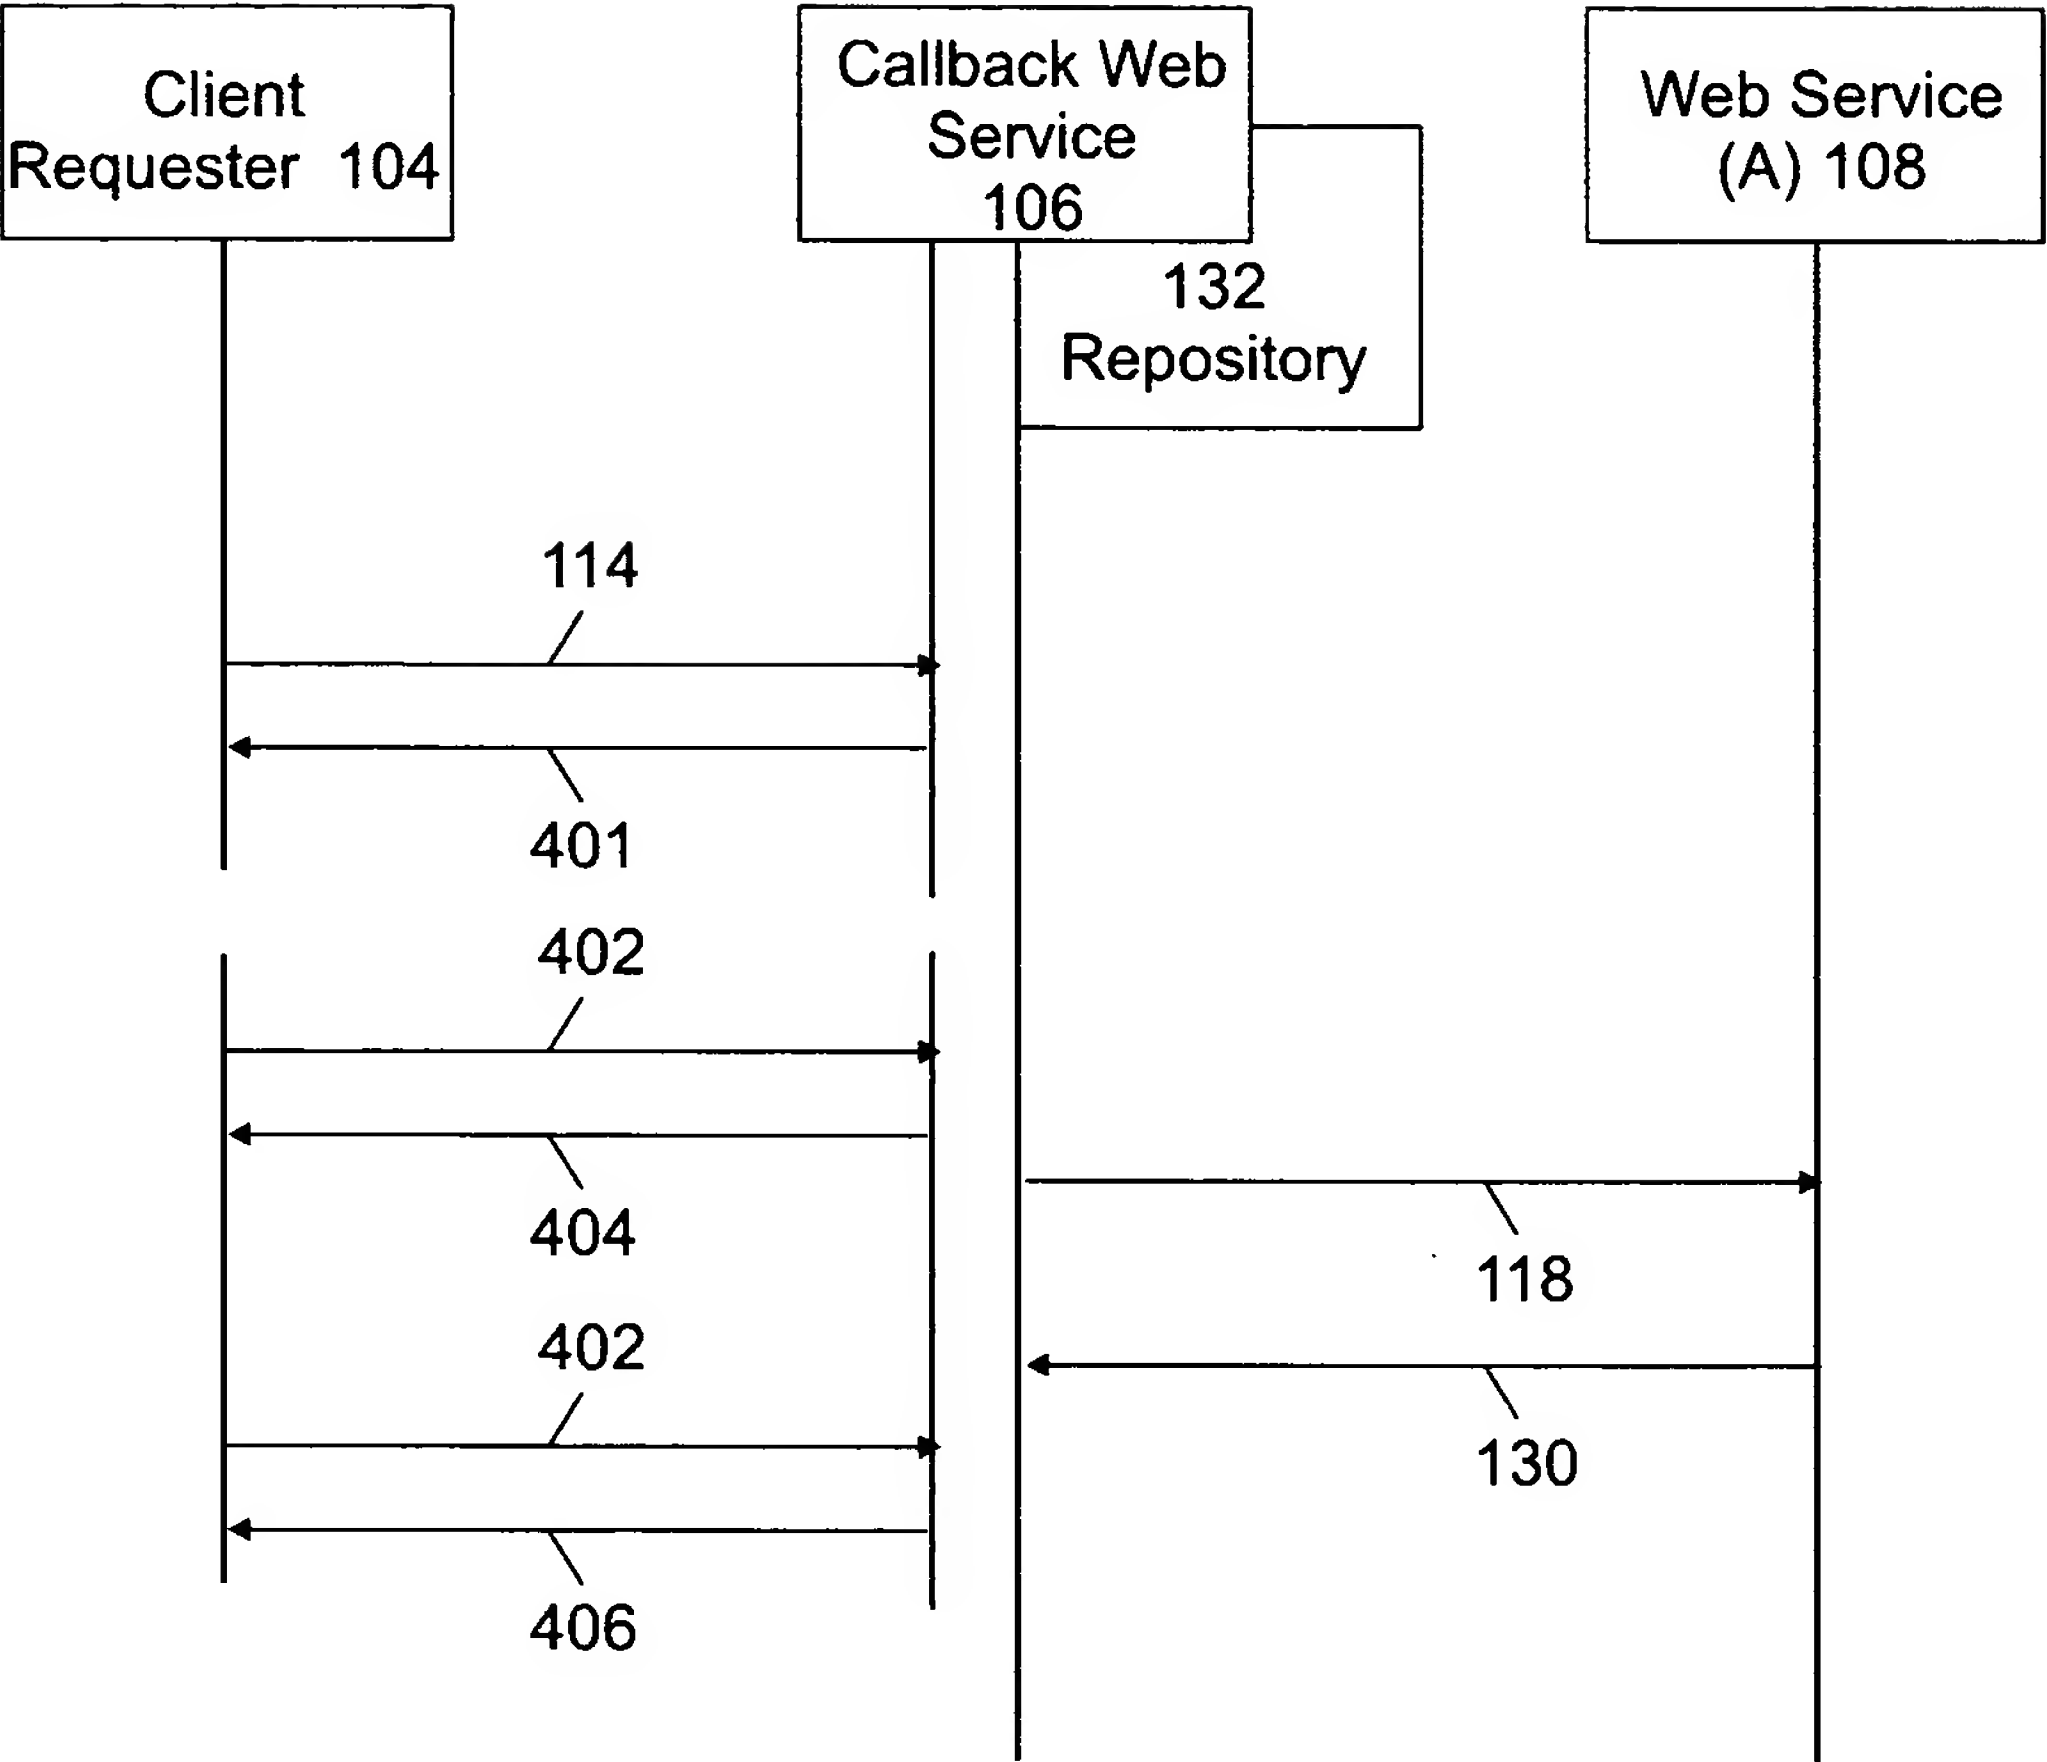 Client
Requester 104
Callback Web
Service
106
Web Service
(A) 108
132
Repository
114
401
402
404
118
402
130
406